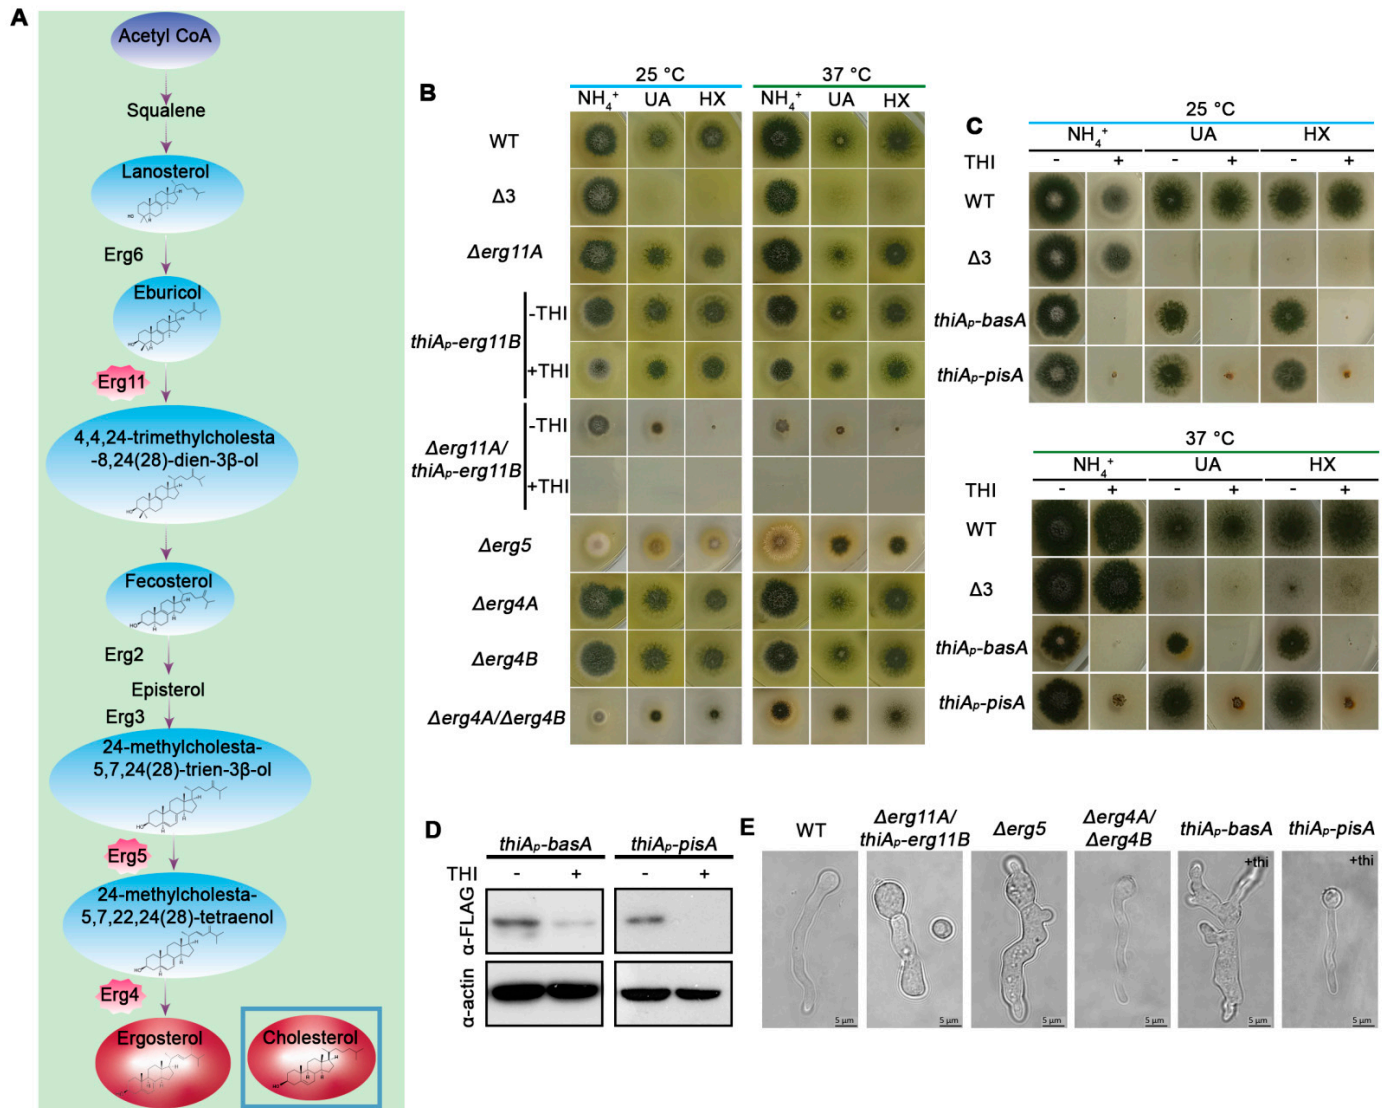 A
Acetyl CoA
Squalene
Lanosterol
Erg6
Eburicol
Erg11
4,4,24-trimethylcholesta
-8,24(28)-dien-3β-ol
Fecosterol
Erg2
Episterol
Erg3
24-methylcholesta-
5,7,24(28)-trien-3β-ol
Erg5
24-methylcholesta-
5,7,22,24(28)-tetraenol
Erg4
Ergosterol
Cholesterol
B
25 °C 37 °C
NH₄⁺ UA HX NH₄⁺ UA HX
WT
Δ3
Δerg11A
thiAₚ-erg11B
-THI
+THI
Δerg11A/
thiAₚ-erg11B
-THI
+THI
Δerg5
Δerg4A
Δerg4B
Δerg4A/Δerg4B
C
25 °C
NH₄⁺ UA HX
THI - + - + - +
WT
Δ3
thiAₚ-basA
thiAₚ-pisA
37 °C
NH₄⁺ UA HX
THI - + - + - +
WT
Δ3
thiAₚ-basA
thiAₚ-pisA
D
thiAₚ-basA thiAₚ-pisA
THI - + - +
α-FLAG
α-actin
E
WT
Δerg11A/
thiAₚ-erg11B
Δerg5
Δerg4A/
Δerg4B
thiAₚ-basA
thiAₚ-pisA
+thi
+thi
5 μm
5 μm
5 μm
5 μm
5 μm
5 μm